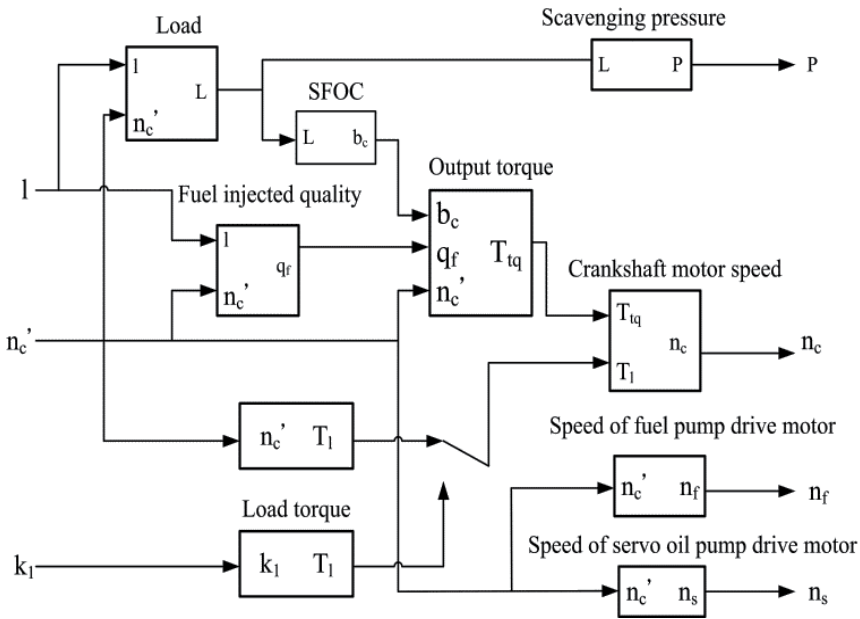 Load
Scavenging pressure
l
L
n_c’
L P
P
SFOC
L b_c
Output torque
l
Fuel injected quality
l
q_f
n_c’
b_c
q_f
T_tq
n_c’
Crankshaft motor speed
T_tq
n_c
T_l
n_c
n_c’
n_c’ T_l
Speed of fuel pump drive motor
n_c’ n_f
n_f
Load torque
k_l
k_l T_l
Speed of servo oil pump drive motor
n_c’ n_s
n_s